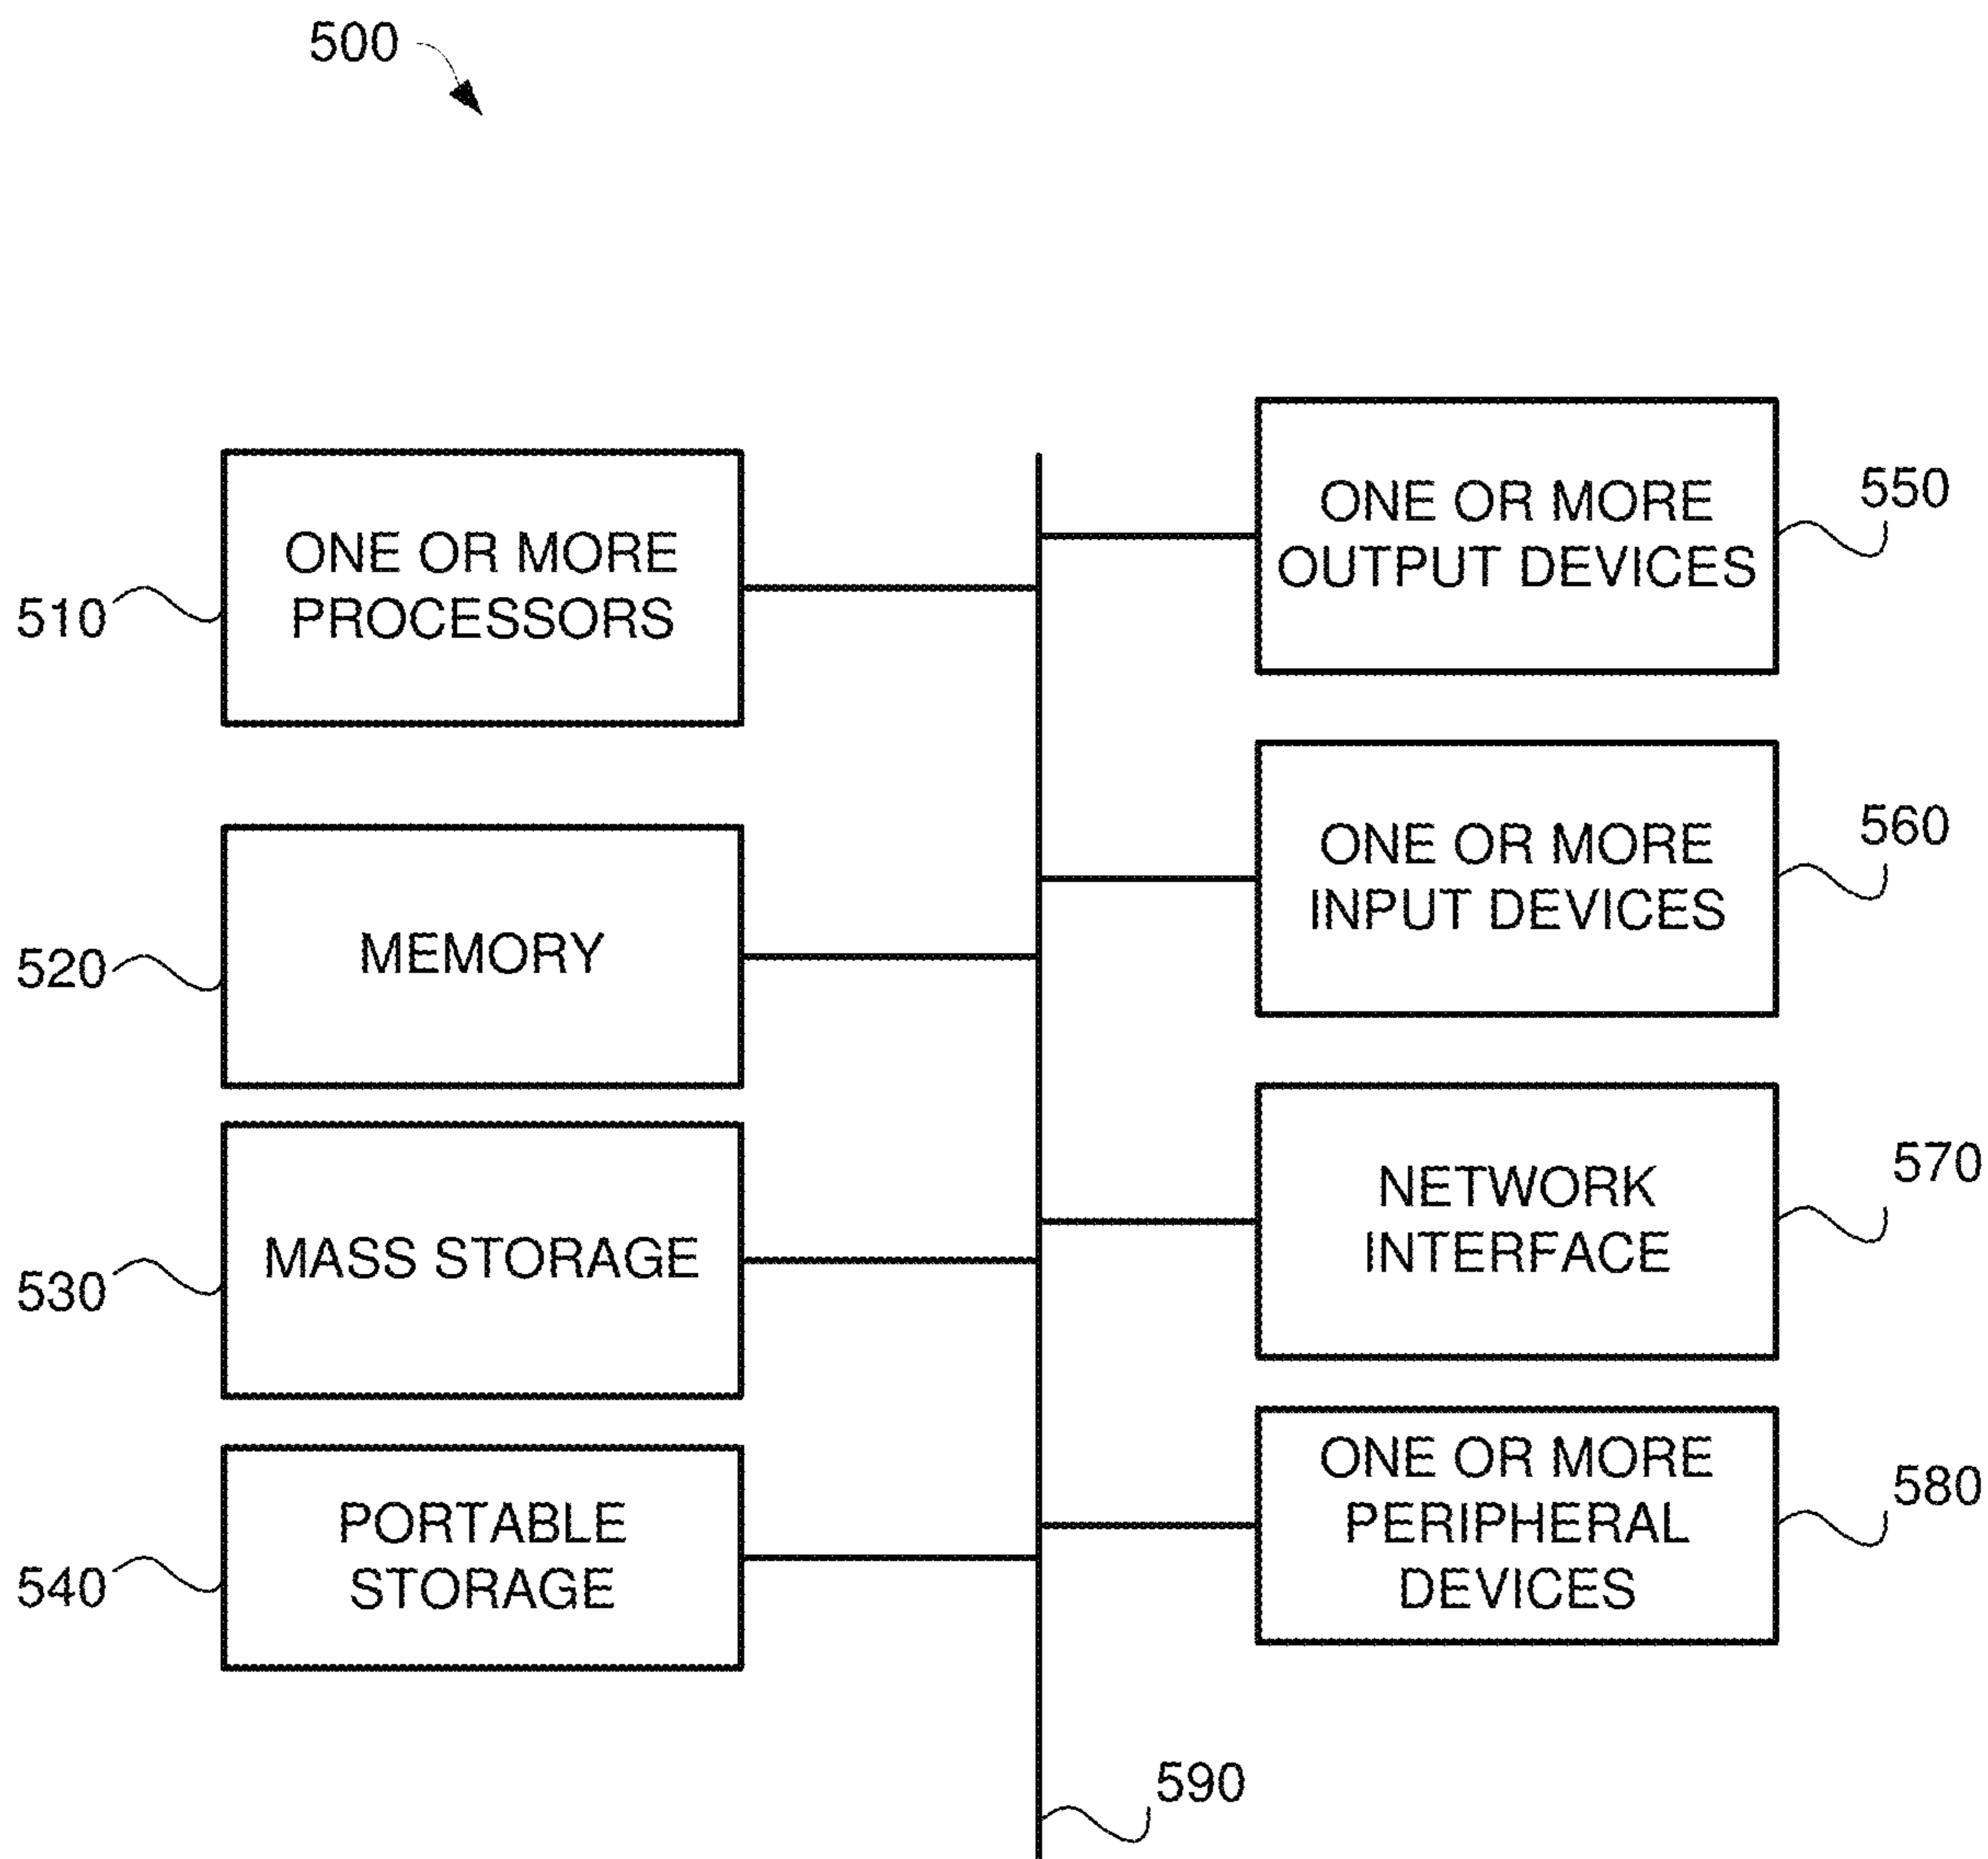 500
ONE OR MORE
PROCESSORS
510
MEMORY
520
MASS STORAGE
530
PORTABLE
STORAGE
540
ONE OR MORE
OUTPUT DEVICES
550
ONE OR MORE
INPUT DEVICES
560
NETWORK
INTERFACE
570
ONE OR MORE
PERIPHERAL
DEVICES
580
590